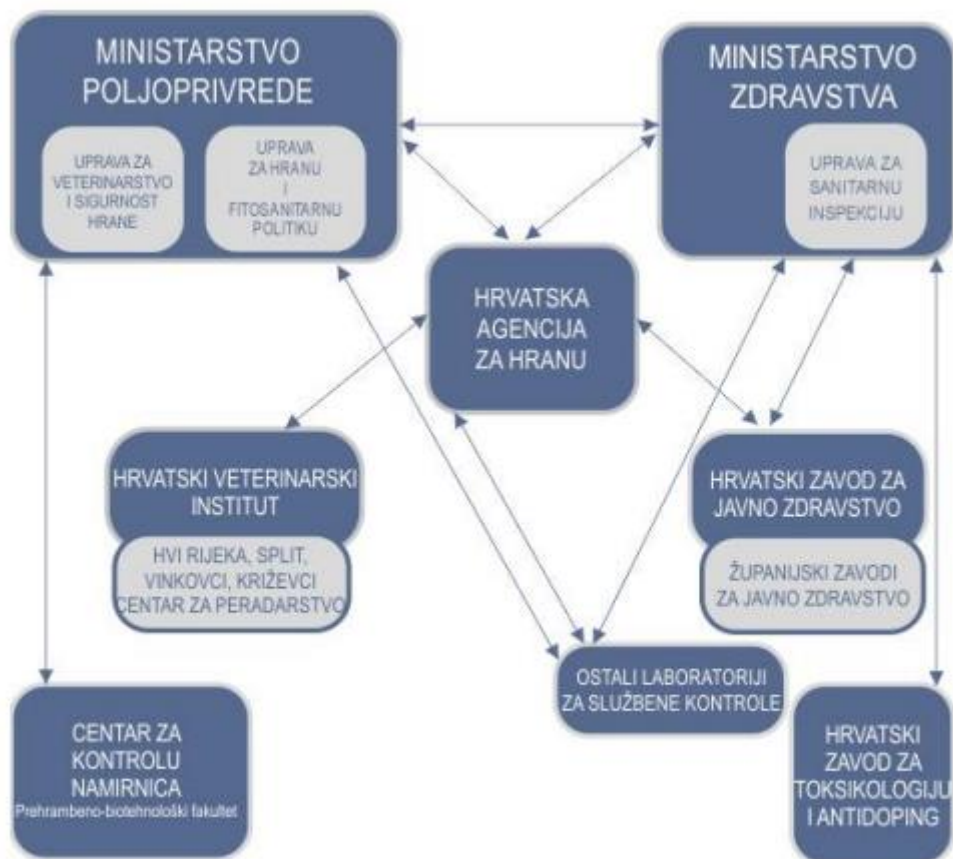 MINISTARSTVO
POLJOPRIVREDE
UPRAVA ZA
VETERINARSTVO
I SIGURNOST
HRANE
UPRAVA
ZA HRANU
I
FITOSANITARNU
POLITIKU
MINISTARSTVO
ZDRAVSTVA
UPRAVA ZA
SANITARNU
INSPEKCIJU
HRVATSKA
AGENCIJA
ZA HRANU
HRVATSKI VETERINARSKI
INSTITUT
HVI RIJEKA, SPLIT,
VINKOVCI, KRIŽEVCI
CENTAR ZA PERADARSTVO
HRVATSKI ZAVOD ZA
JAVNO ZDRAVSTVO
ŽUPANIJSKI ZAVODI
ZA JAVNO ZDRAVSTVO
OSTALI LABORATORIJI
ZA SLUŽBENE KONTROLE
CENTAR ZA
KONTROLU
NAMIRNICA
Prehrambeno-biotehnološki fakultet
HRVATSKI
ZAVOD ZA
TOKSIKOLOGIJU
I ANTIDOPING